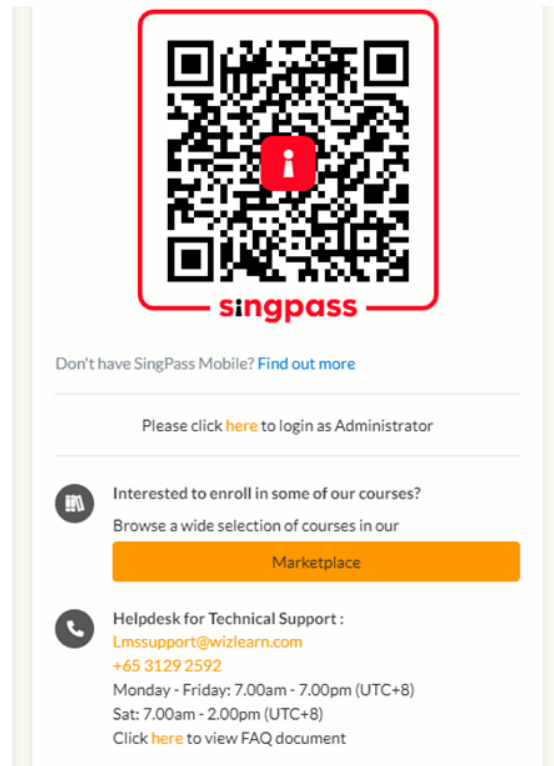 singpass
Don't have SingPass Mobile? Find out more
Please click here to login as Administrator
Interested to enroll in some of our courses?
Browse a wide selection of courses in our
Marketplace
Helpdesk for Technical Support :
Lmssupport@wizlearn.com
+65 3129 2592
Monday - Friday: 7.00am - 7.00pm (UTC+8)
Sat: 7.00am - 2.00pm (UTC+8)
Click here to view FAQ document